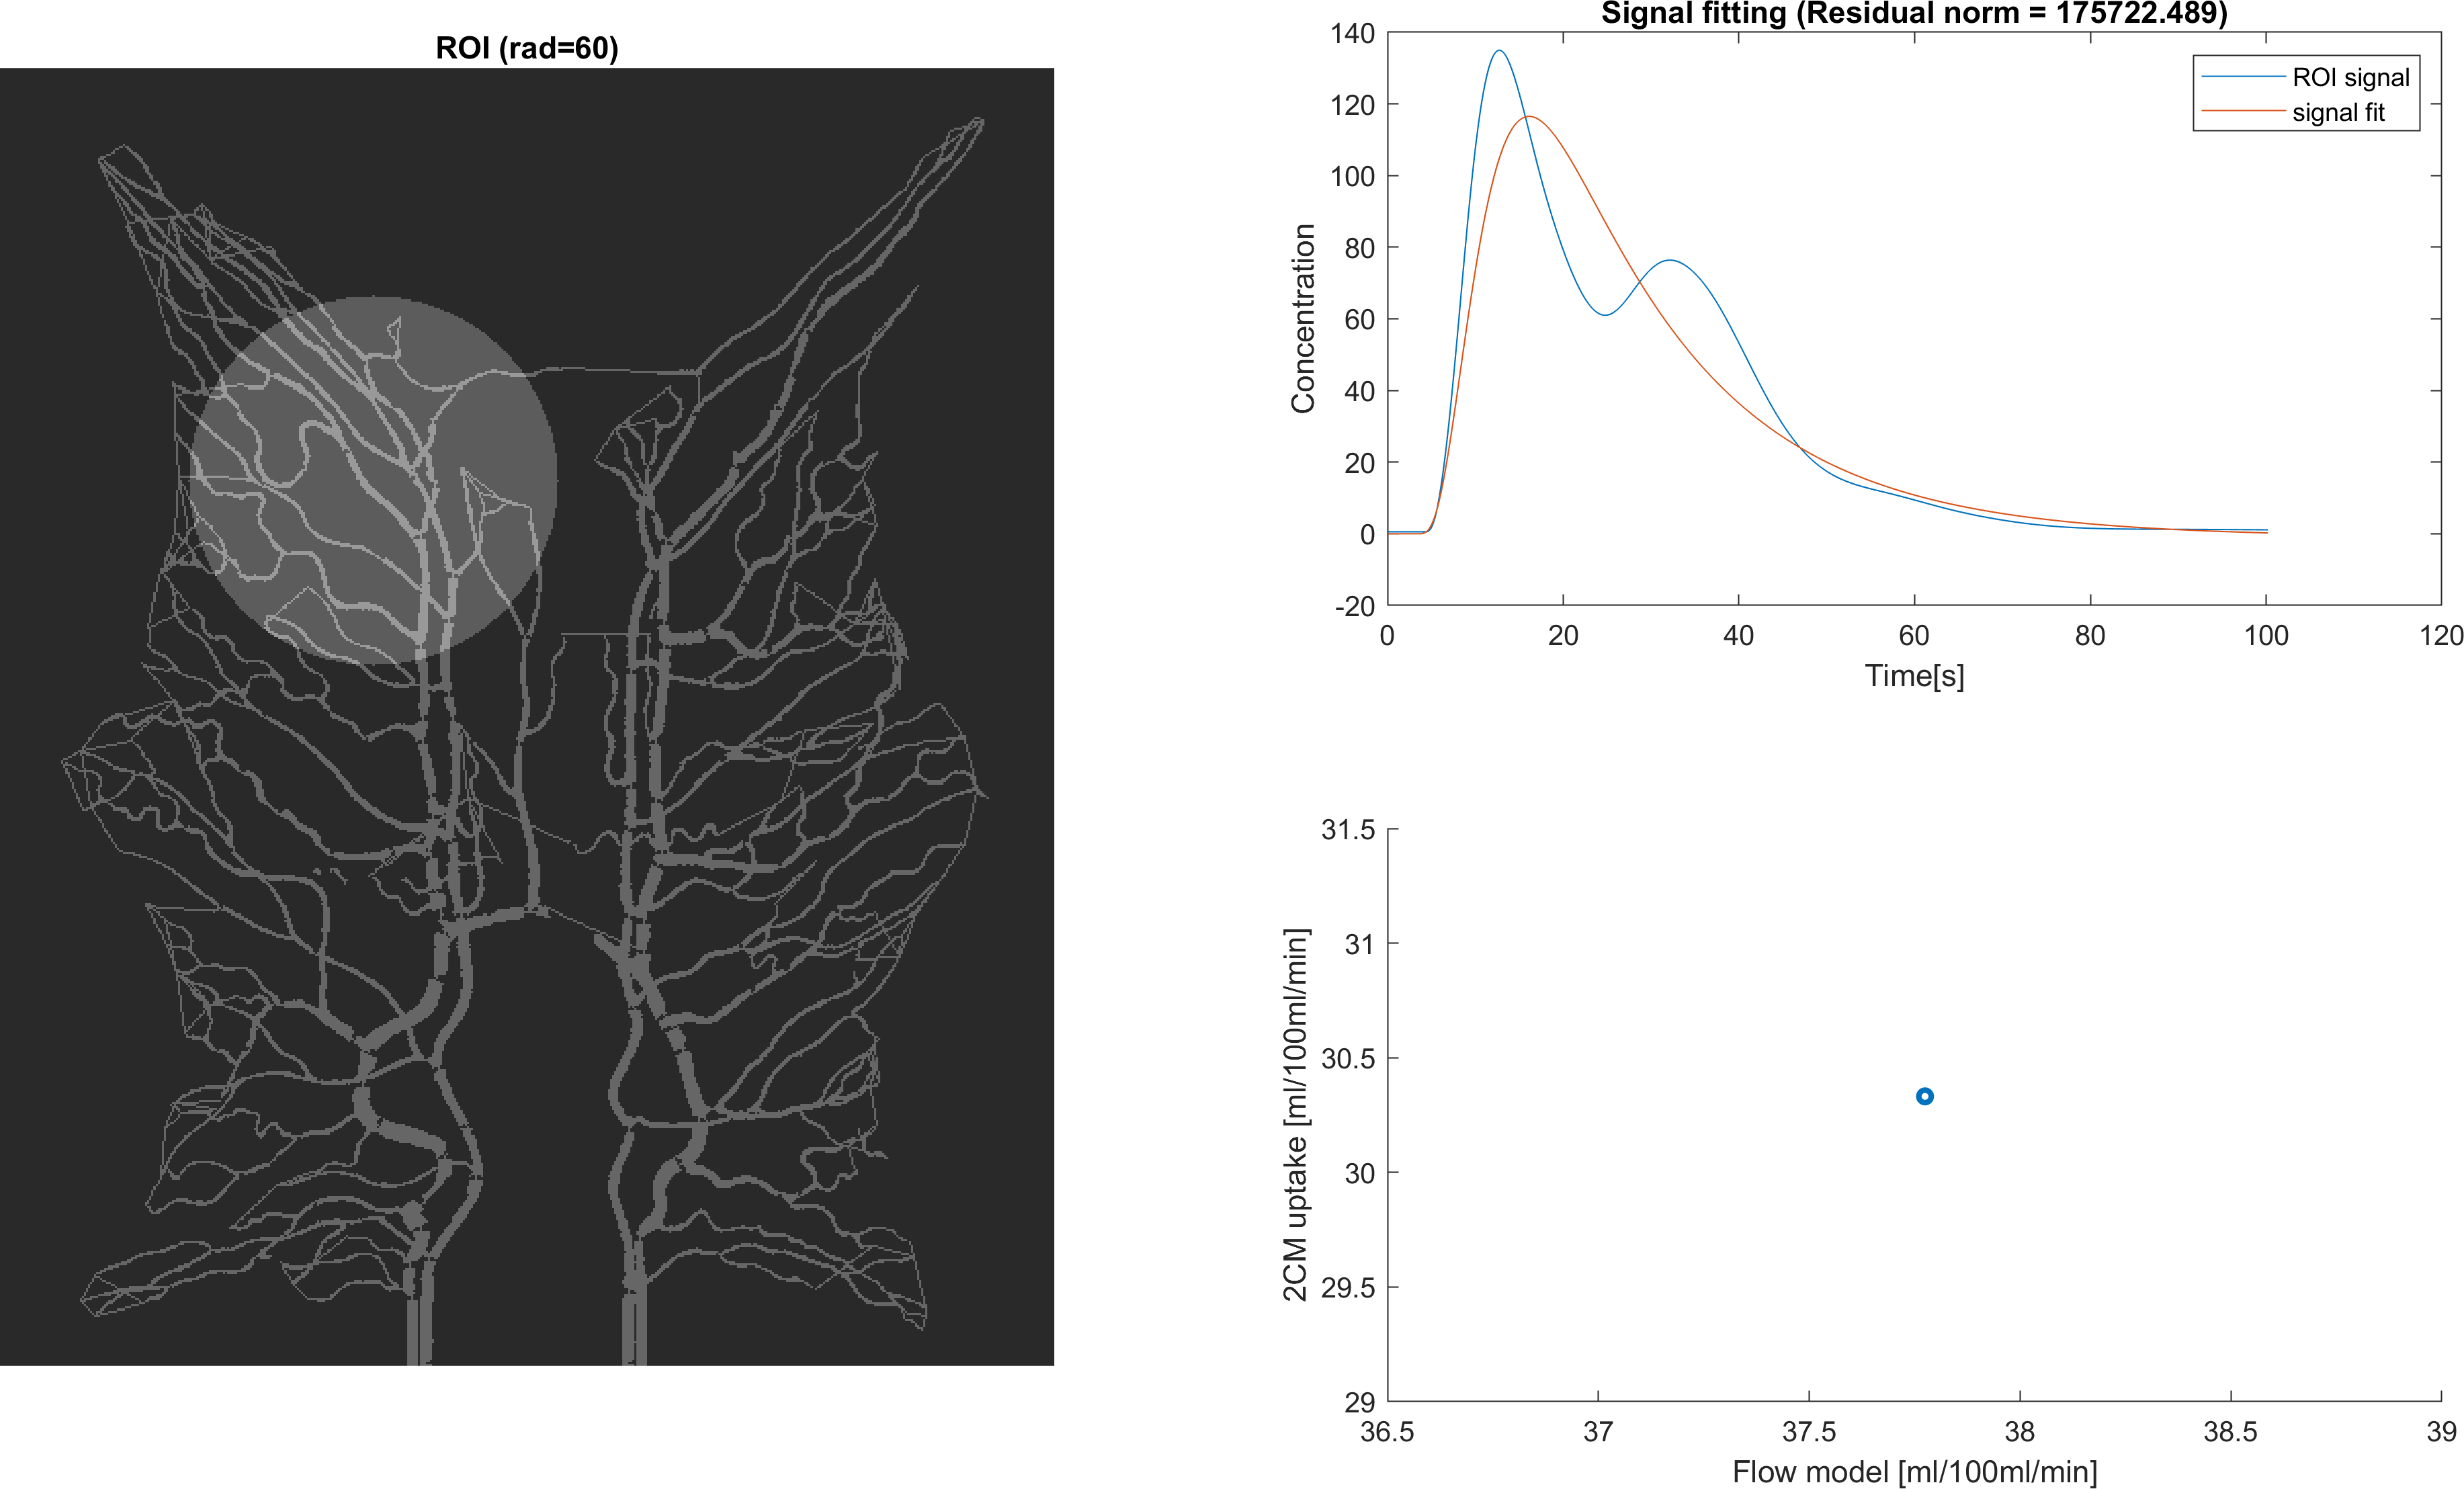 ROI (rad=60)
Signal fitting (Residual norm = 175722.489)
140
120
100
80
60
40
20
0
-20
Concentration
ROI signal
signal fit
0 20 40 60 80 100 120
Time[s]
31.5
31
30.5
30
29.5
29
2CM uptake [ml/100ml/min]
36.5 37 37.5 38 38.5 39
Flow model [ml/100ml/min]